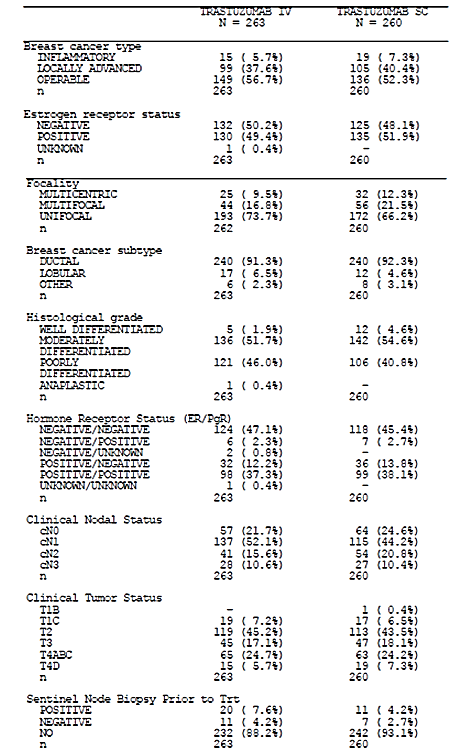 TRASTUZUMAB IV TRASTUZUMAB SC
N = 263 N = 260
Breast cancer type
INFLAMMATORY 15 ( 5.7%) 19 ( 7.3%)
LOCALLY ADVANCED 99 (37.6%) 105 (40.4%)
OPERABLE 149 (56.7%) 136 (52.3%)
n 263 260
Estrogen receptor status
NEGATIVE 132 (50.2%) 125 (48.1%)
POSITIVE 130 (49.4%) 135 (51.9%)
UNKNOWN 1 ( 0.4%) -
n 263 260
Focality
MULTICENTRIC 25 ( 9.5%) 32 (12.3%)
MULTIFOCAL 44 (16.8%) 56 (21.5%)
UNIFOCAL 193 (73.7%) 172 (66.2%)
n 262 260
Breast cancer subtype
DUCTAL 240 (91.3%) 240 (92.3%)
LOBULAR 17 ( 6.5%) 12 ( 4.6%)
OTHER 6 ( 2.3%) 8 ( 3.1%)
n 263 260
Histological grade
WELL DIFFERENTIATED 5 ( 1.9%) 12 ( 4.6%)
MODERATELY 136 (51.7%) 142 (54.6%)
DIFFERENTIATED
POORLY 121 (46.0%) 106 (40.8%)
DIFFERENTIATED
ANAPLASTIC 1 ( 0.4%) -
n 263 260
Hormone Receptor Status (ER/PgR)
NEGATIVE/NEGATIVE 124 (47.1%) 118 (45.4%)
NEGATIVE/POSITIVE 6 ( 2.3%) 7 ( 2.7%)
NEGATIVE/UNKNOWN 2 ( 0.8%) -
POSITIVE/NEGATIVE 32 (12.2%) 36 (13.8%)
POSITIVE/POSITIVE 98 (37.3%) 99 (38.1%)
UNKNOWN/UNKNOWN 1 ( 0.4%) -
n 263 260
Clinical Nodal Status
cN0 57 (21.7%) 64 (24.6%)
cN1 137 (52.1%) 115 (44.2%)
cN2 41 (15.6%) 54 (20.8%)
cN3 28 (10.6%) 27 (10.4%)
n 263 260
Clinical Tumor Status
T1B - 1 ( 0.4%)
T1C 19 ( 7.2%) 17 ( 6.5%)
T2 119 (45.2%) 113 (43.5%)
T3 45 (17.1%) 47 (18.1%)
T4ABC 65 (24.7%) 63 (24.2%)
T4D 15 ( 5.7%) 19 ( 7.3%)
n 263 260
Sentinel Node Biopsy Prior to Trt
POSITIVE 20 ( 7.6%) 11 ( 4.2%)
NEGATIVE 11 ( 4.2%) 7 ( 2.7%)
NO 232 (88.2%) 242 (93.1%)
n 263 260